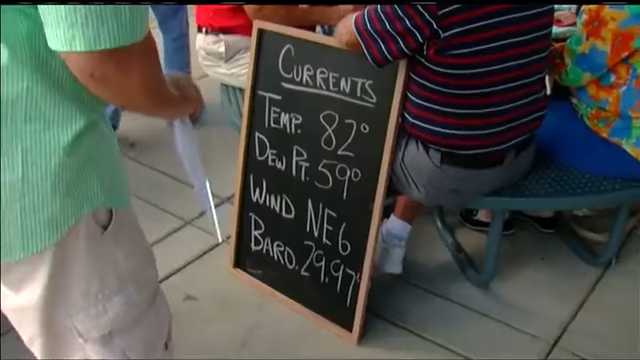 CURRENTS
TEMP. 82°
DEW PT. 59°
WIND NE6
BARO. 29.97"